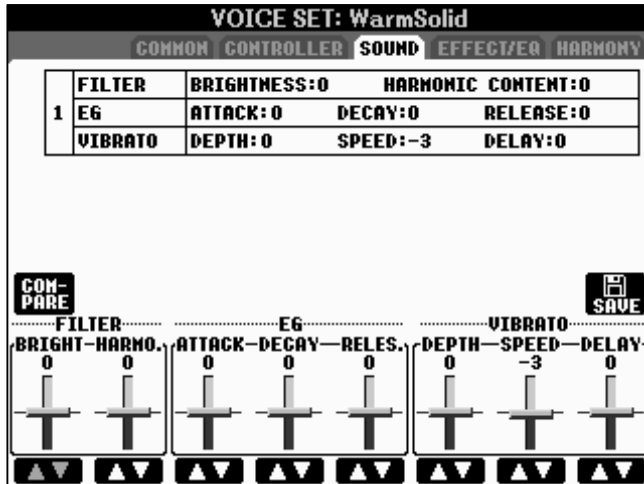 VOICE SET: WarmSolid
COMMON CONTROLLER SOUND EFFECT/EQ HARMONY
FILTER BRIGHTNESS:0 HARMONIC CONTENT:0
1 EG ATTACK:0 DECAY:0 RELEASE:0
VIBRATO DEPTH:0 SPEED:-3 DELAY:0
COM-
PARE
SAVE
FILTER EG VIBRATO
BRIGHT HARMO. ATTACK DECAY RELES. DEPTH SPEED DELAY
0 0 0 0 0 0 -3 0